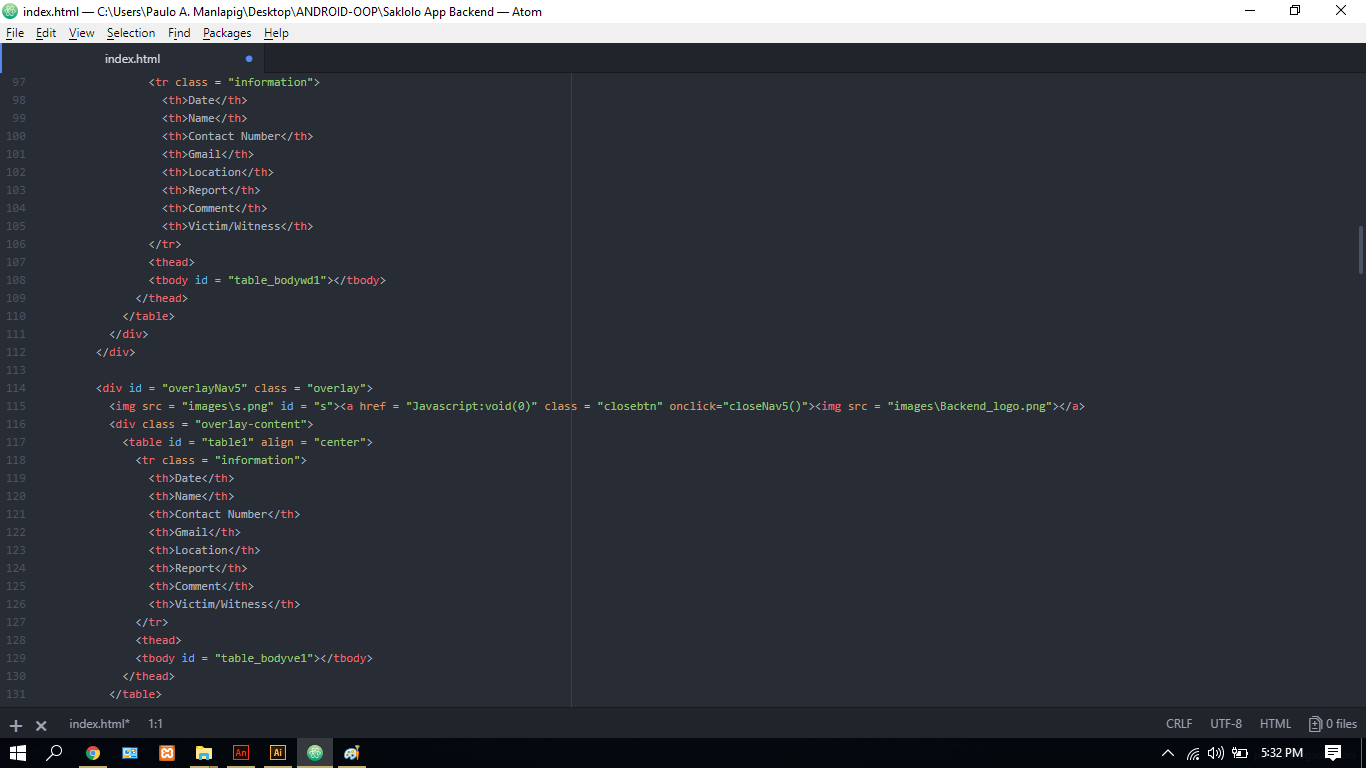 index.html — C:\Users\Paulo A. Manlapig\Desktop\ANDROID-OOP\Saklolo App Backend — Atom
File Edit View Selection Find Packages Help
index.html
97 <tr class = "information">
98 <th>Date</th>
99 <th>Name</th>
100 <th>Contact Number</th>
101 <th>Gmail</th>
102 <th>Location</th>
103 <th>Report</th>
104 <th>Comment</th>
105 <th>Victim/Witness</th>
106 </tr>
107 <thead>
108 <tbody id = "table_bodywd1"></tbody>
109 </thead>
110 </table>
111 </div>
112 </div>
113
114 <div id = "overlayNav5" class = "overlay">
115 <img src = "images\s.png" id = "s"><a href = "Javascript:void(0)" class = "closebtn" onclick="closeNav5()"><img src = "images\Backend_logo.png"></a>
116 <div class = "overlay-content">
117 <table id = "table1" align = "center">
118 <tr class = "information">
119 <th>Date</th>
120 <th>Name</th>
121 <th>Contact Number</th>
122 <th>Gmail</th>
123 <th>Location</th>
124 <th>Report</th>
125 <th>Comment</th>
126 <th>Victim/Witness</th>
127 </tr>
128 <thead>
129 <tbody id = "table_bodyve1"></tbody>
130 </thead>
131 </table>
index.html* 1:1 CRLF UTF-8 HTML 0 files
An Ai 5:32 PM